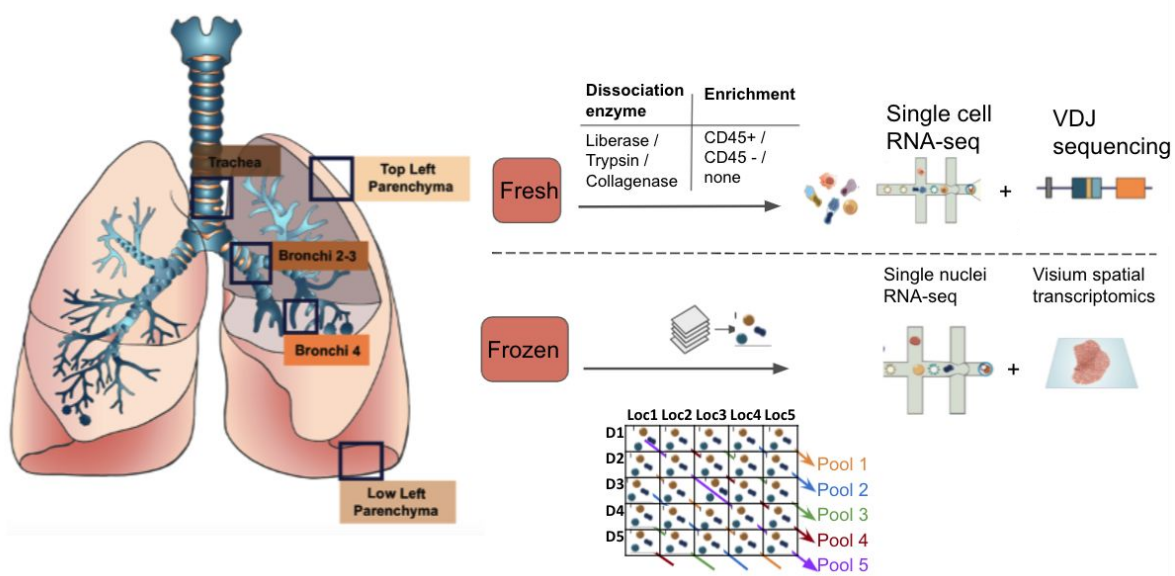 Trachea
Top Left
Parenchyma
Bronchi 2-3
Bronchi 4
Low Left
Parenchyma
Fresh
Dissociation
enzyme
Enrichment
Liberase /
Trypsin /
Collagenase
CD45+ /
CD45 - /
none
Single cell
RNA-seq
+
VDJ
sequencing
Frozen
Single nuclei
RNA-seq
+
Visium spatial
transcriptomics
Loc1 Loc2 Loc3 Loc4 Loc5
D1
D2
D3
D4
D5
Pool 1
Pool 2
Pool 3
Pool 4
Pool 5